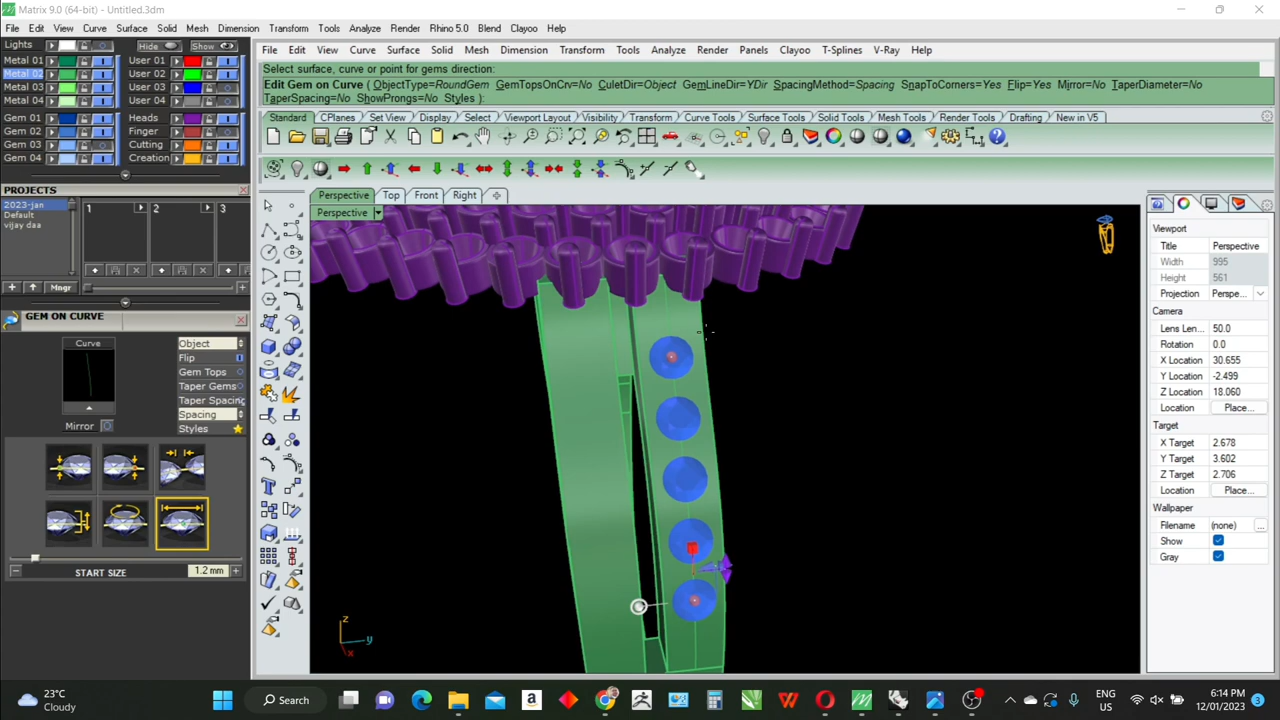 Matrix 9.0 (64-bit) - Untitled.3dm
File Edit View Curve Surface Solid Mesh Dimension Transform Tools Analyze Render Rhino 5.0 Blend Clayoo Help
Lights Hide Show
Metal 01 User 01
Metal 02 User 02
Metal 03 User 03
Metal 04 User 04
Gem 01 Heads
Gem 02 Finger
Gem 03 Cutting
Gem 04 Creation
PROJECTS
2023-jan
Default
vijay daa
1 2 3
Mngr
GEM ON CURVE
Curve
Object
Flip
Gem Tops
Taper Gems
Taper Spacing
Spacing
Mirror
Styles
START SIZE
1.2 mm
File Edit View Curve Surface Solid Mesh Dimension Transform Tools Analyze Render Panels Clayoo T-Splines V-Ray Help
Select surface, curve or point for gems direction:
Edit Gem on Curve ( ObjectType=RoundGem GemTopsOnCrv=No CuletDir=Object GemLineDir=YDir SpacingMethod=Spacing SnapToCorners=Yes Flip=Yes Mirror=No TaperDiameter=No
TaperSpacing=No ShowProngs=No Styles ):
Standard CPlanes Set View Display Select Viewport Layout Visibility Transform Curve Tools Surface Tools Solid Tools Mesh Tools Render Tools Drafting New in V5
Perspective Top Front Right
Perspective
z
y
x
Viewport
Title Perspective
Width 995
Height 561
Projection Perspe...
Camera
Lens Len... 50.0
Rotation 0.0
X Location 30.655
Y Location -2.499
Z Location 18.060
Location Place...
Target
X Target 2.678
Y Target 3.602
Z Target 2.706
Location Place...
Wallpaper
Filename (none) ...
Show
Gray
23°C
Cloudy
Search
ENG
US
6:14 PM
12/01/2023